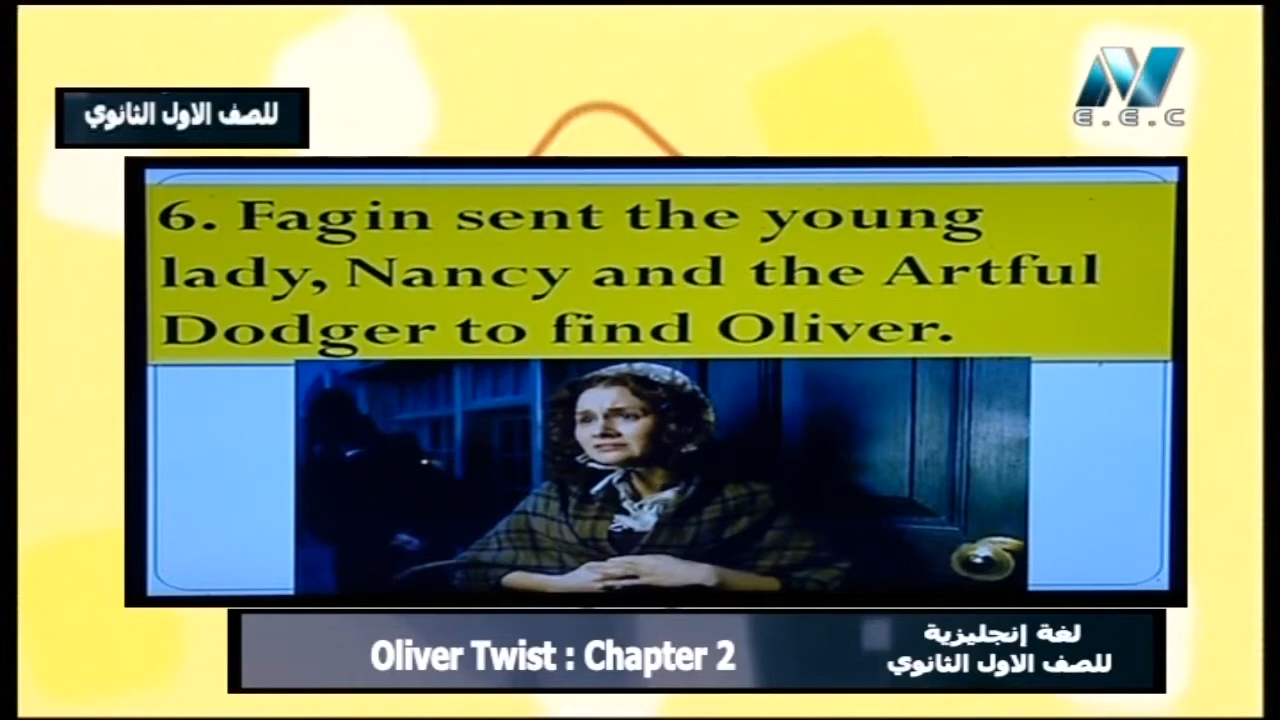 للصف الاول الثانوي
E.E.C
6. Fagin sent the young
lady, Nancy and the Artful
Dodger to find Oliver.
Oliver Twist : Chapter 2
لغة إنجليزية
للصف الاول الثانوي